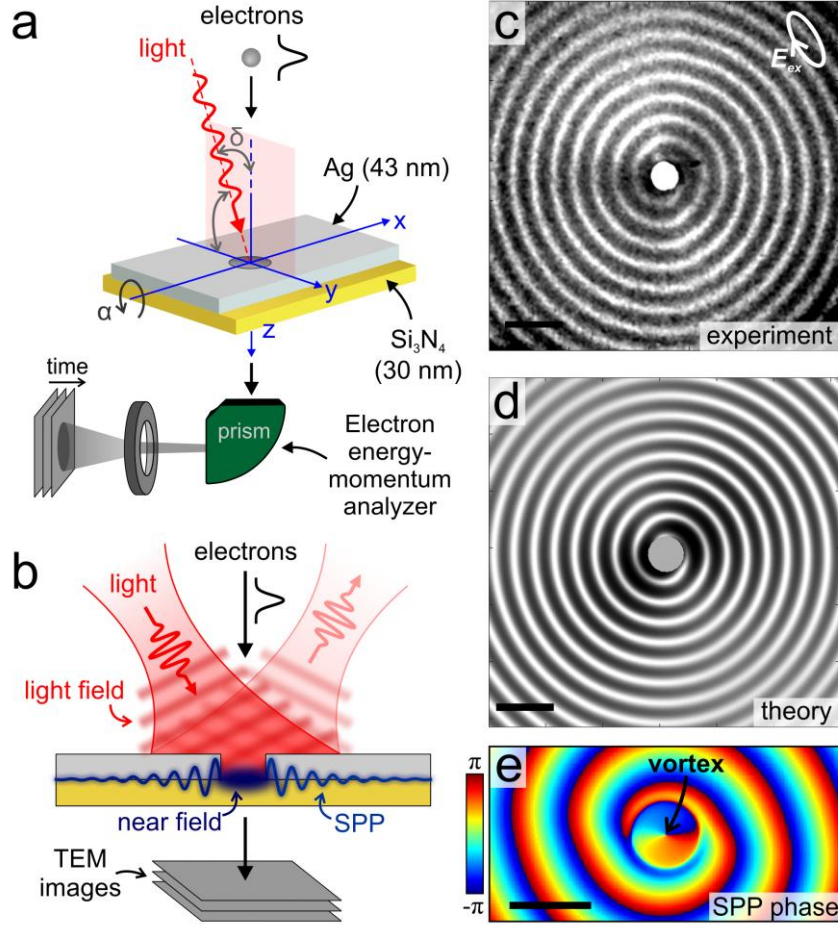 a
electrons
light
δ
Ag (43 nm)
x
y
α
z
Si₃N₄
(30 nm)
time
prism
Electron
energy-
momentum
analyzer
b
electrons
light
light field
near field
SPP
TEM
images
c
E_ex
experiment
d
theory
e
π
-π
vortex
SPP phase